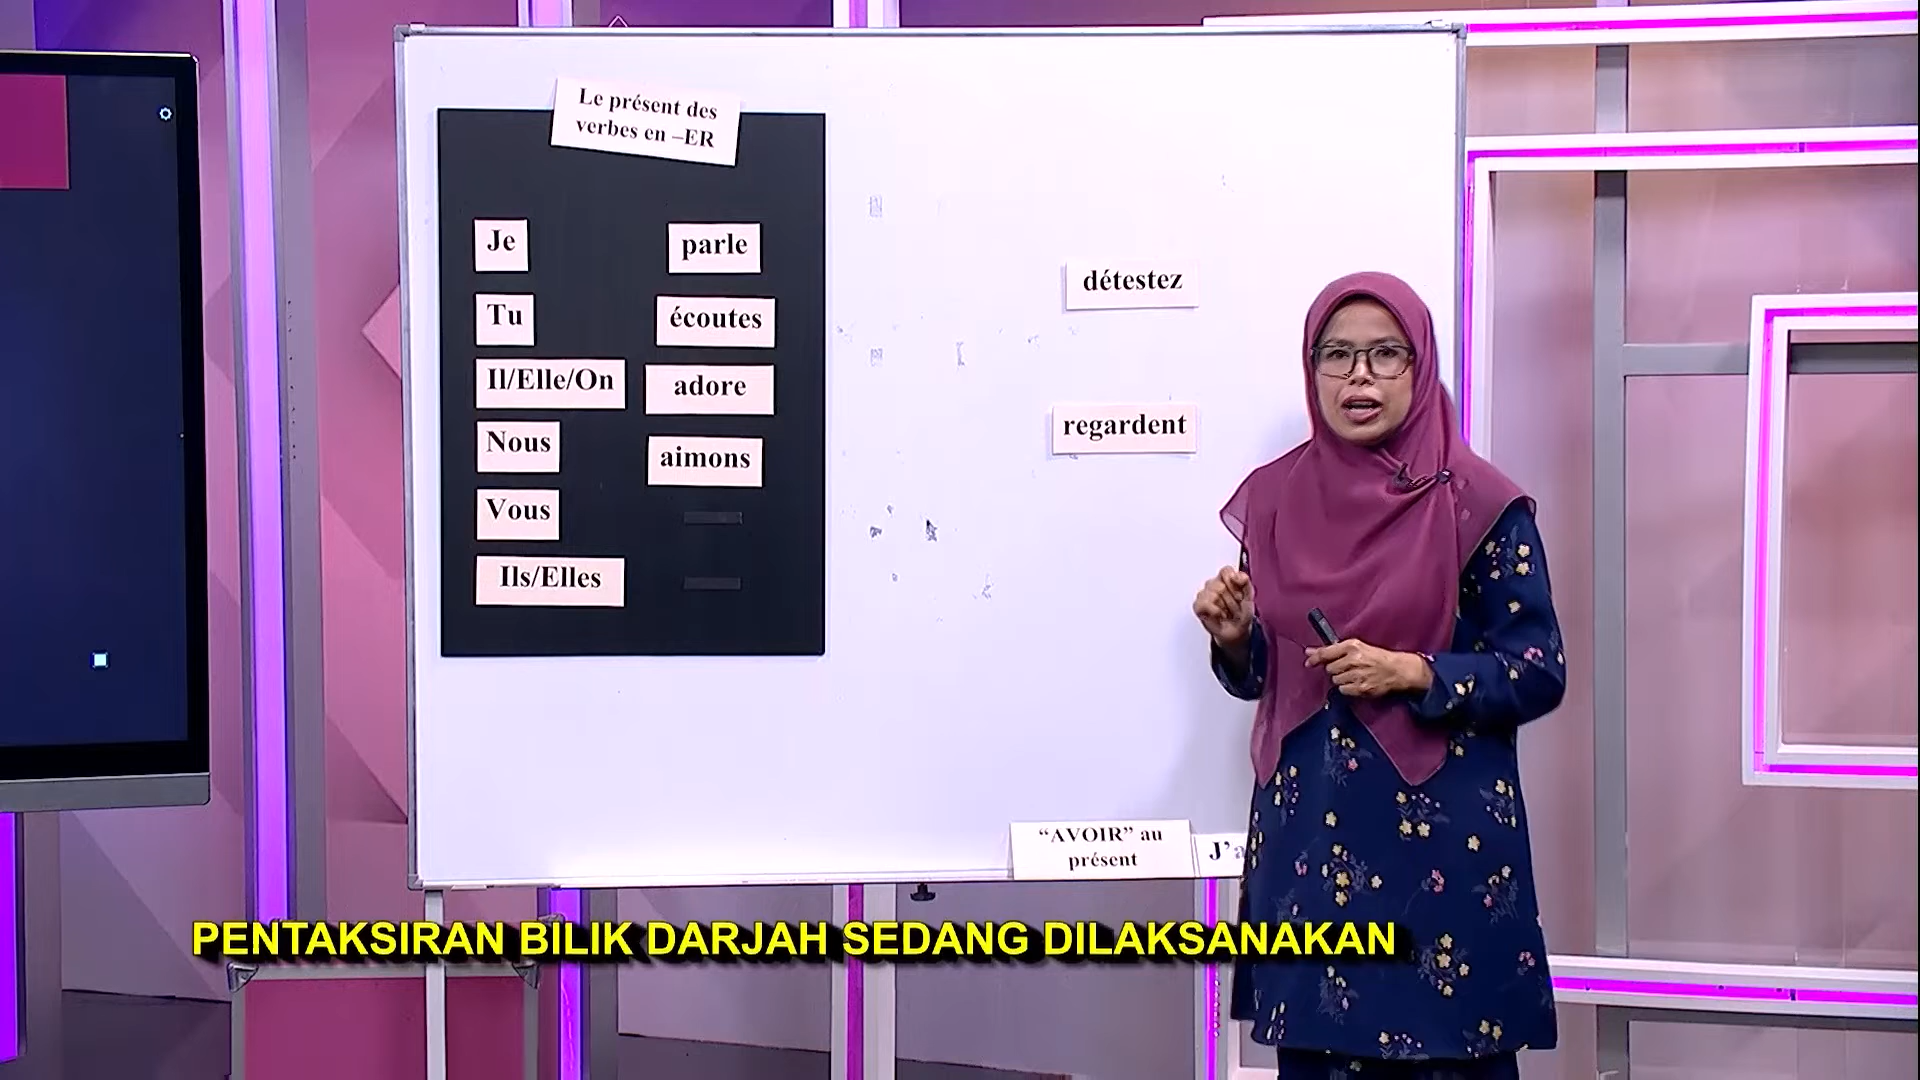 Le présent des
verbes en –ER
Je
parle
Tu
écoutes
Il/Elle/On
adore
Nous
aimons
Vous
Ils/Elles
détestez
regardent
“AVOIR” au
présent
PENTAKSIRAN BILIK DARJAH SEDANG DILAKSANAKAN